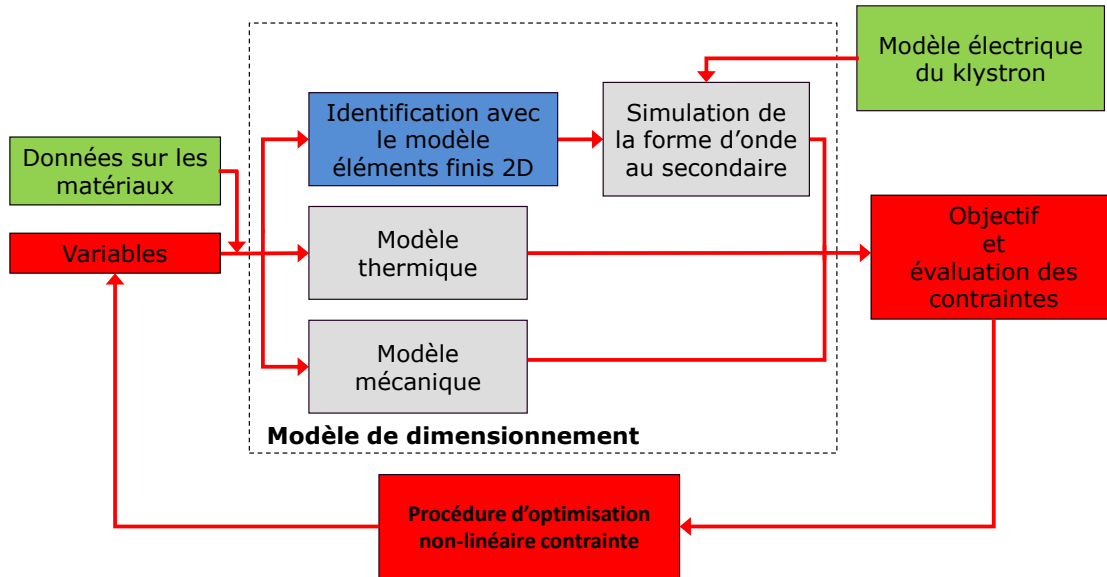 Modèle électrique
du klystron
Identification avec
le modèle
éléments finis 2D
Simulation de
la forme d'onde
au secondaire
Données sur les
matériaux
Variables
Modèle
thermique
Objectif
et
évaluation des
contraintes
Modèle
mécanique
Modèle de dimensionnement
Procédure d'optimisation
non-linéaire contrainte